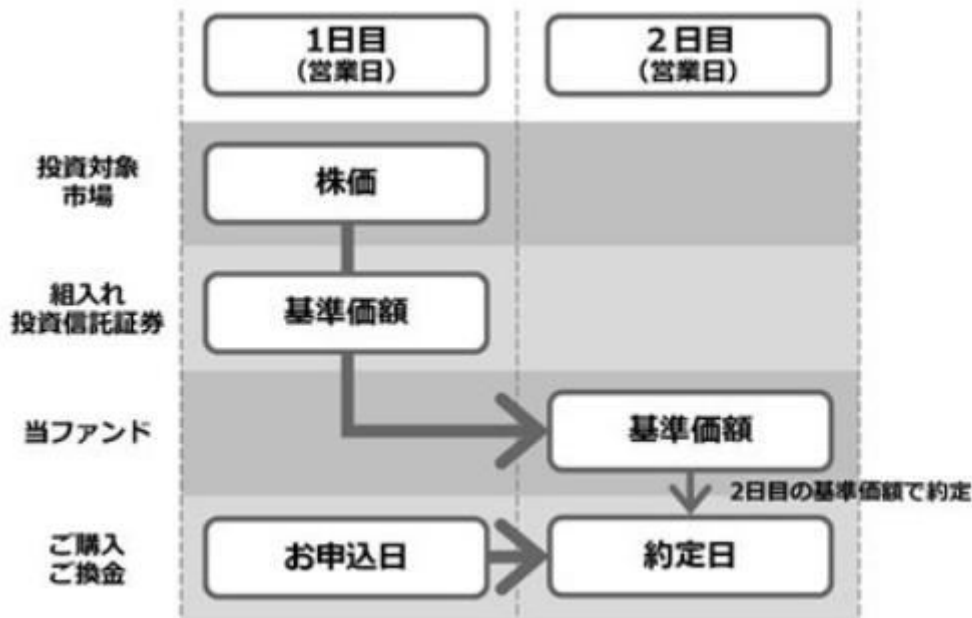 1日目
（営業日）
2日目
（営業日）
投資対象
市場
株価
組入れ
投資信託証券
基準価額
当ファンド
基準価額
2日目の基準価額で約定
ご購入
ご換金
お申込日
約定日